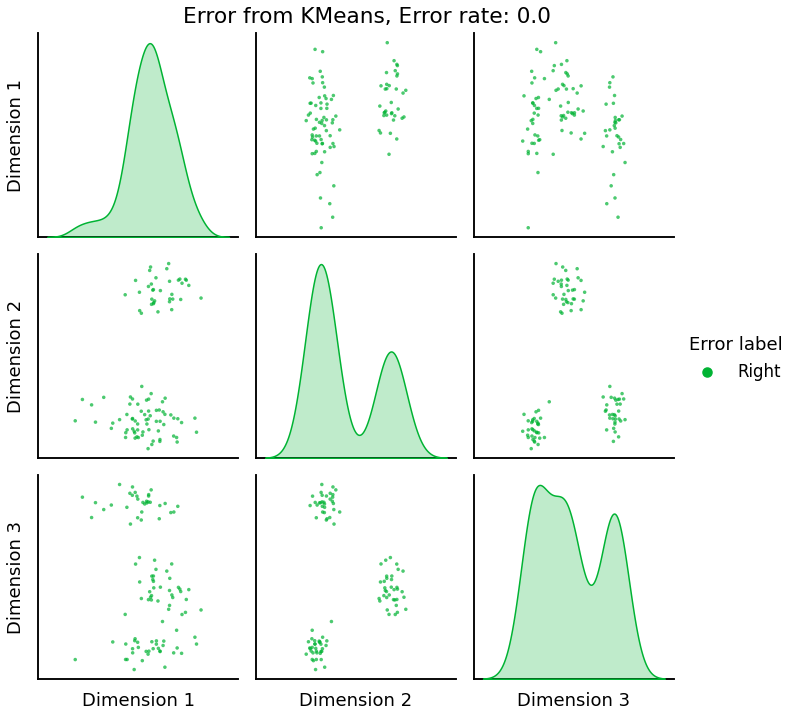 Error from KMeans, Error rate: 0.0
Dimension 1
Dimension 2
Error label
Right
Dimension 3
Dimension 1
Dimension 2
Dimension 3